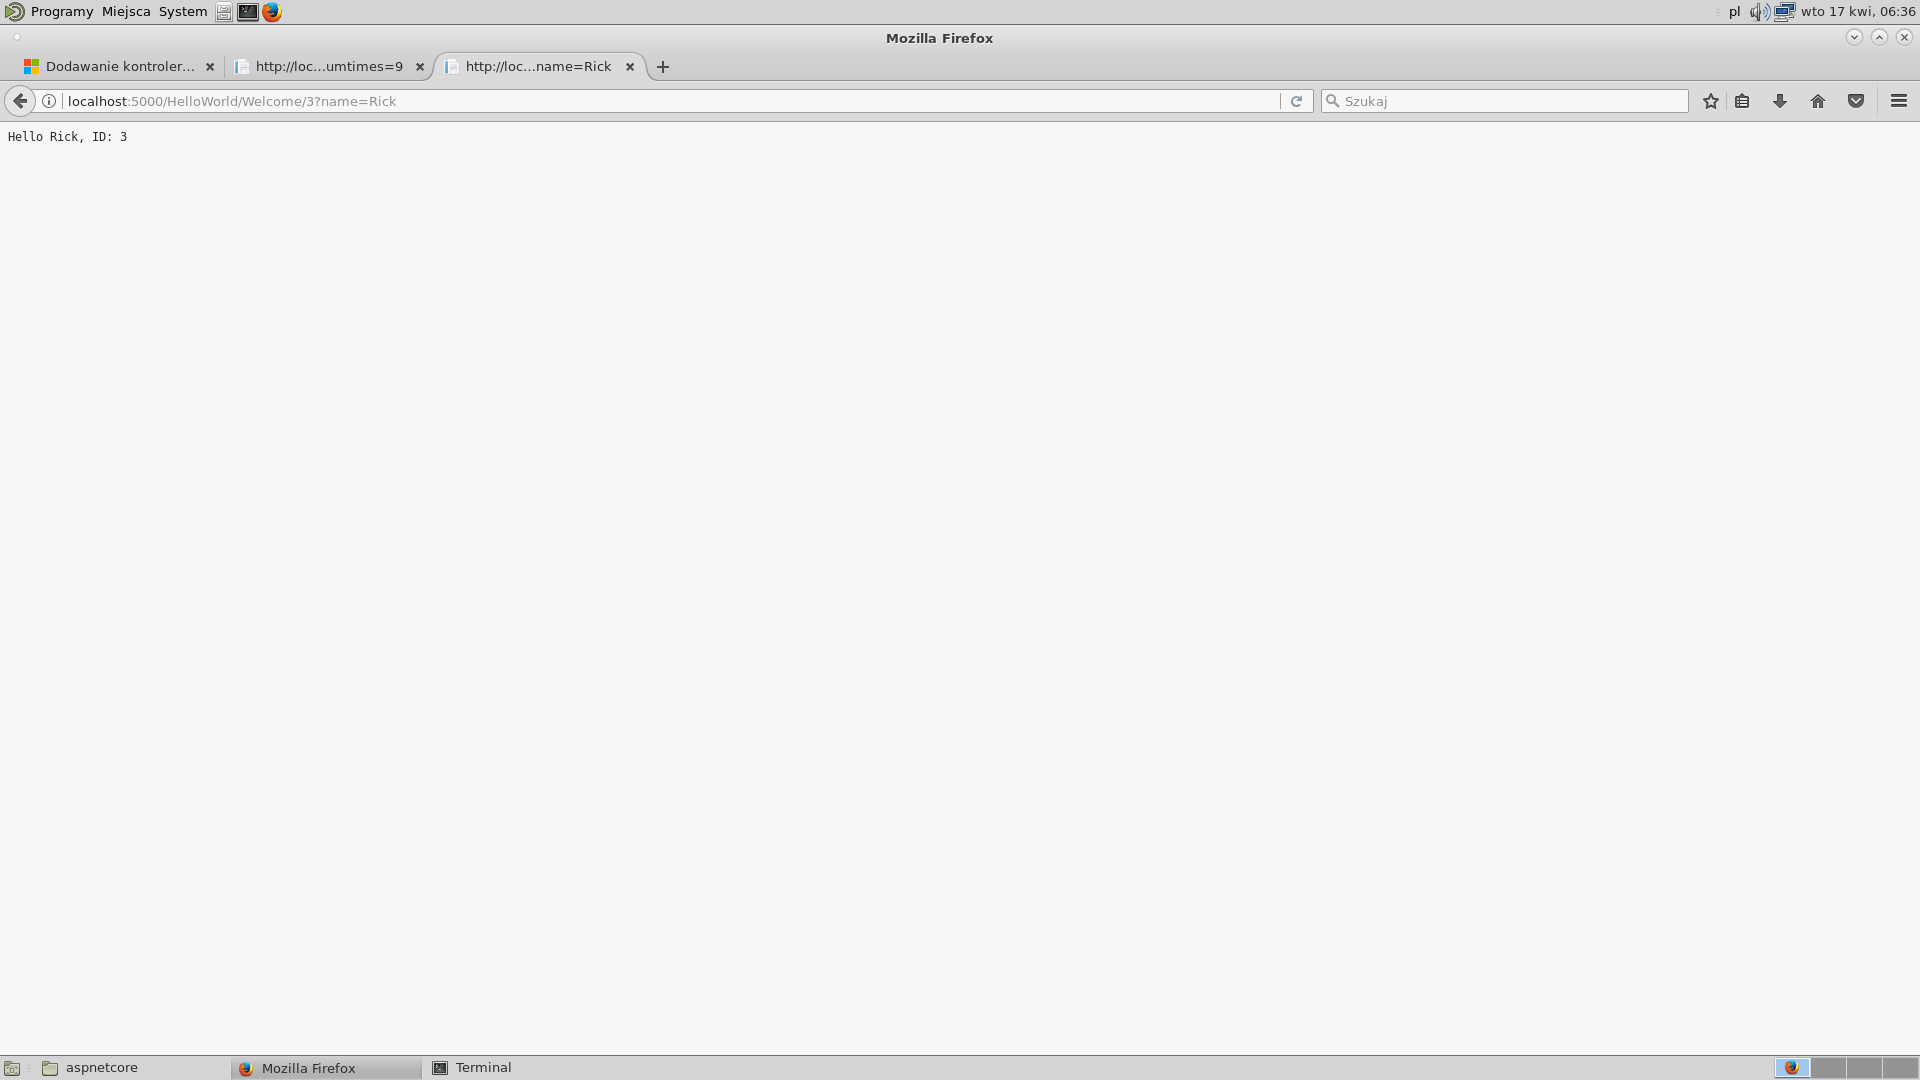 Programy Miejsca System
pl
wto 17 kwi, 06:36
Mozilla Firefox
Dodawanie kontroler...
http://loc...umtimes=9
http://loc...name=Rick
localhost:5000/HelloWorld/Welcome/3?name=Rick
Szukaj
Hello Rick, ID: 3
aspnetcore
Mozilla Firefox
Terminal